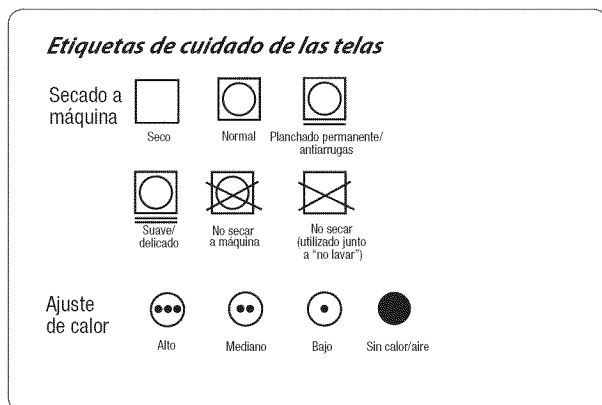 Etiquetas de cuidado de las telas
Secado a
máquina
Seco
Normal
Planchado permanente/
antiarrugas
Suave/
delicado
No secar
a máquina
No secar
(utilizado junto
a “no lavar”)
Ajuste
de calor
Alto
Mediano
Bajo
Sin calor/aire